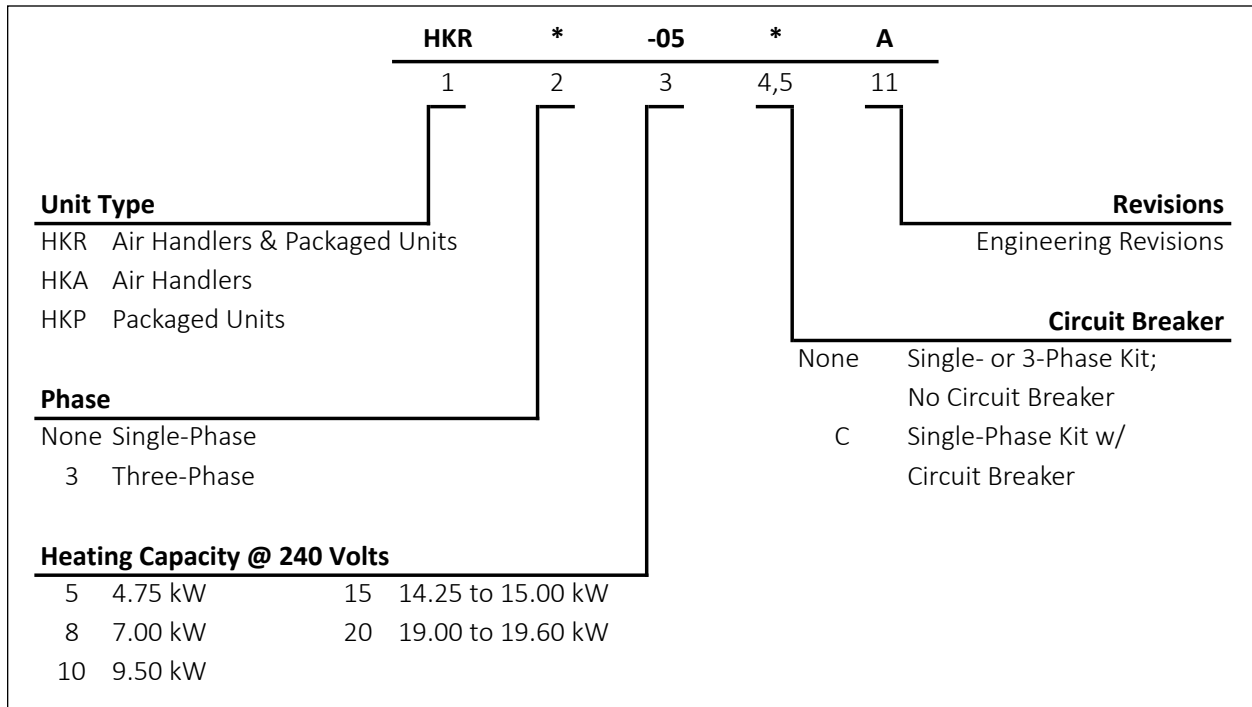 HKR * -05 * A
1 2 3 4,5 11
Unit Type
HKR Air Handlers & Packaged Units
HKA Air Handlers
HKP Packaged Units
Phase
None Single-Phase
3 Three-Phase
Heating Capacity @ 240 Volts
5 4.75 kW 15 14.25 to 15.00 kW
8 7.00 kW 20 19.00 to 19.60 kW
10 9.50 kW
Revisions
Engineering Revisions
Circuit Breaker
None Single- or 3-Phase Kit;
No Circuit Breaker
C Single-Phase Kit w/
Circuit Breaker